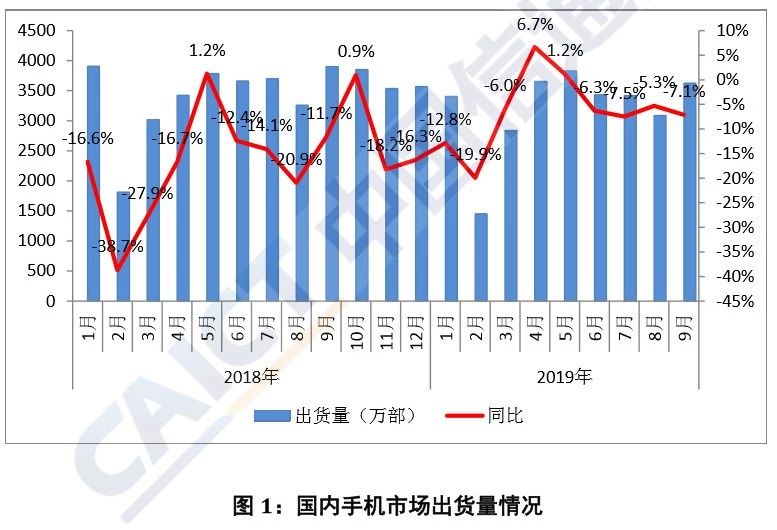 4500
4000
3500
3000
2500
2000
1500
1000
500
0
10%
5%
0%
-5%
-10%
-15%
-20%
-25%
-30%
-35%
-40%
-45%
-16.6%
-38.7%
-27.9%
-16.7%
1.2%
-12.4%
-14.1%
-20.9%
-11.7%
0.9%
-18.2%
-16.3%
-12.8%
-19.9%
-6.0%
6.7%
1.2%
-6.3%
-7.5%
-5.3%
-7.1%
1月
2月
3月
4月
5月
6月
7月
8月
9月
10月
11月
12月
1月
2月
3月
4月
5月
6月
7月
8月
9月
2018年
2019年
出货量（万部）
同比
CAICT 中国信通
图 1：国内手机市场出货量情况